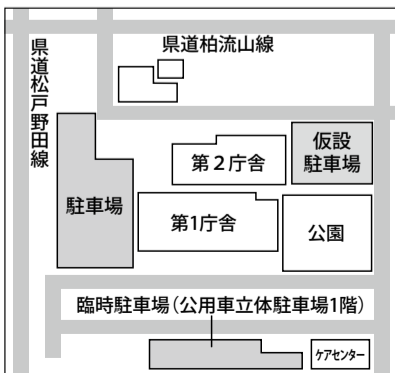 県道柏流山線
県道松戸野田線
仮設
駐車場
第２庁舎
駐車場
第1庁舎
公園
臨時駐車場（公用車立体駐車場1階）
ケアセンター